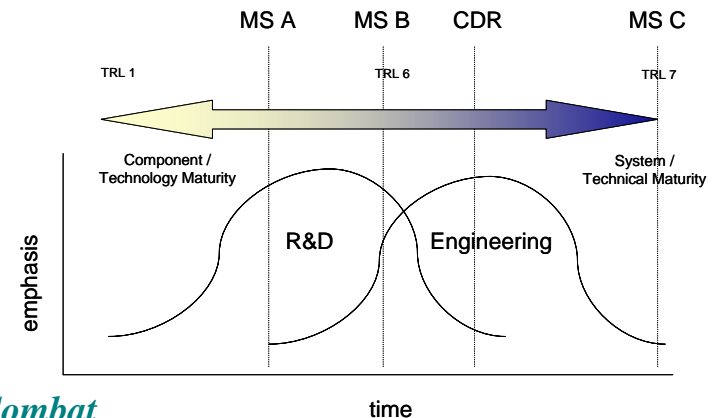 MS A MS B CDR MS C
TRL 1 TRL 6 TRL 7
Component /
Technology Maturity
System /
Technical Maturity
R&D Engineering
emphasis
time